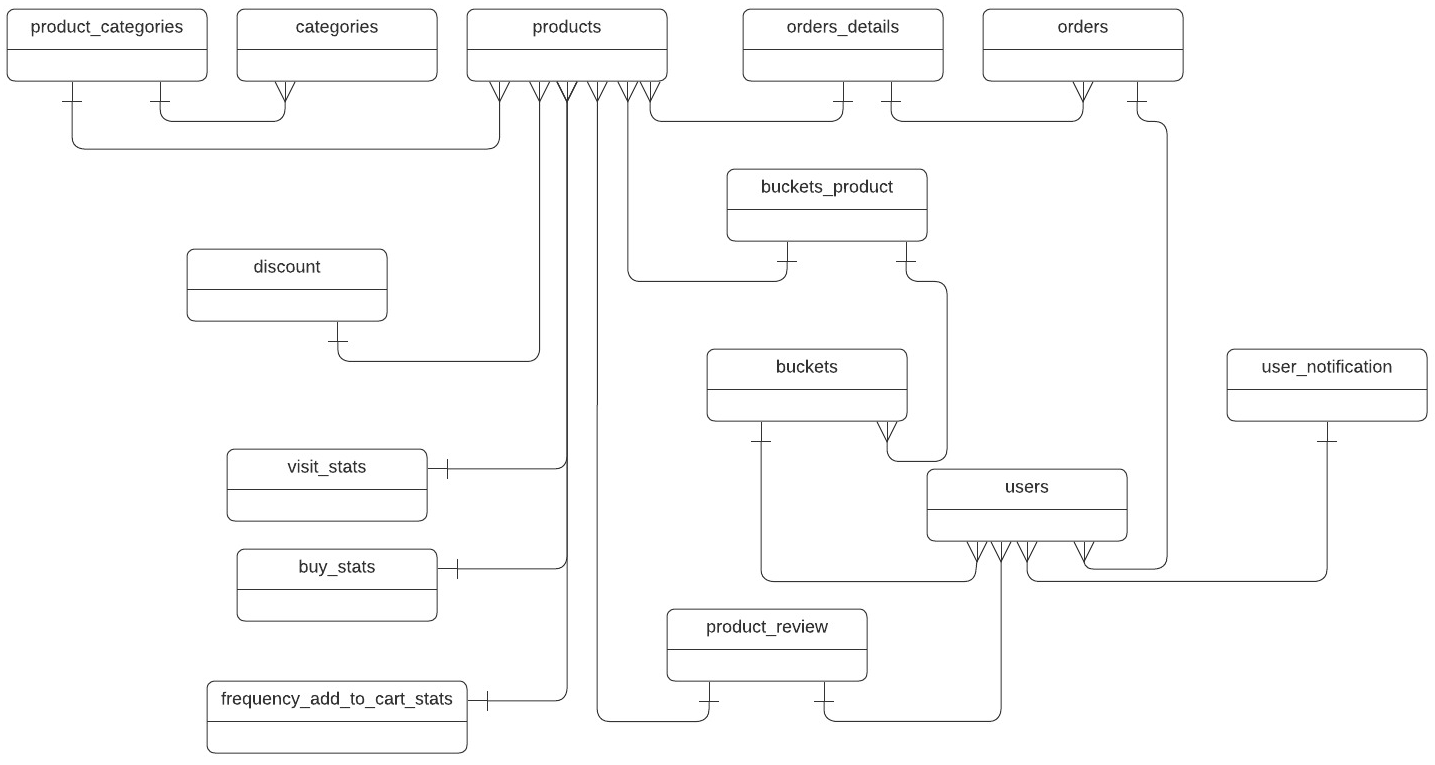 product_categories
categories
products
orders_details
orders
buckets_product
discount
buckets
user_notification
visit_stats
users
buy_stats
product_review
frequency_add_to_cart_stats